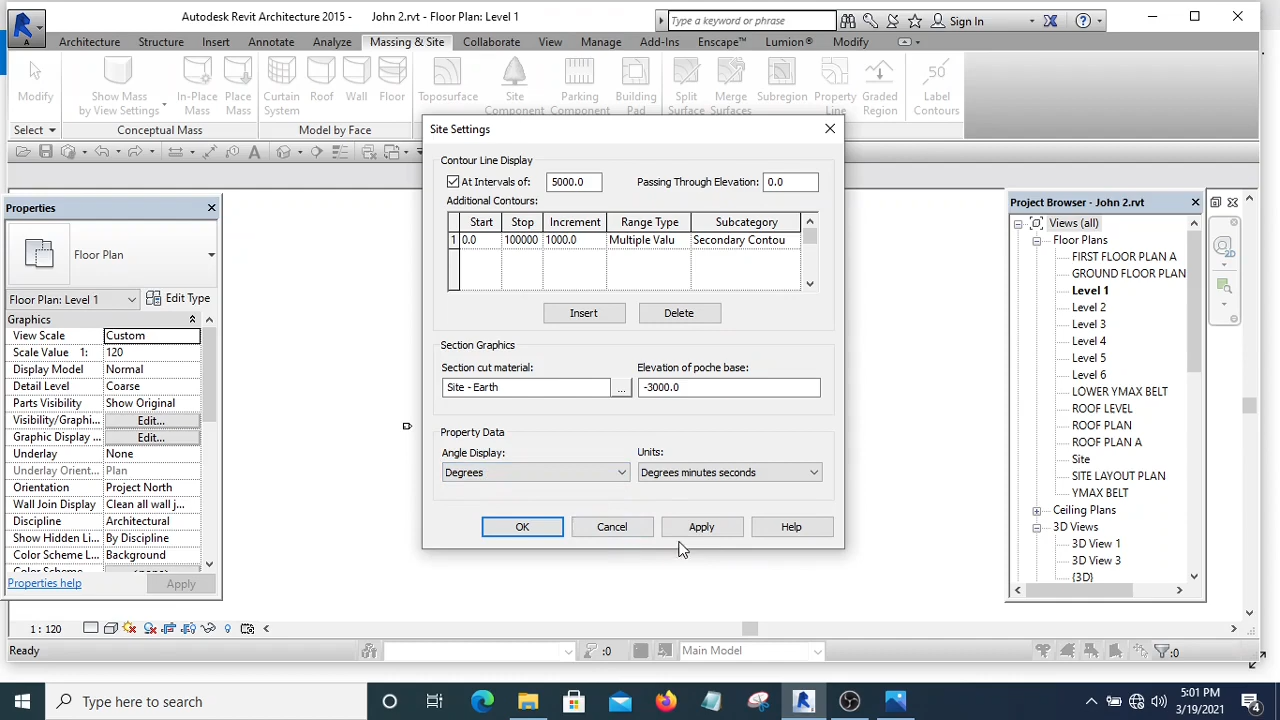 Autodesk Revit Architecture 2015 - John 2.rvt - Floor Plan: Level 1
Type a keyword or phrase
Sign In
Architecture Structure Insert Annotate Analyze Massing & Site Collaborate View Manage Add-Ins Enscape™ Lumion® Modify
Modify
Show Mass
by View Settings
In-Place
Mass
Place
Mass
Curtain
System
Roof
Wall
Floor
Toposurface
Site
Component
Parking
Component
Building
Pad
Split
Surface
Merge
Surfaces
Subregion
Property
Line
Graded
Region
50
Label
Contours
Select
Conceptual Mass
Model by Face
Properties
Floor Plan
Floor Plan: Level 1
Edit Type
Graphics
View Scale Custom
Scale Value 1: 120
Display Model Normal
Detail Level Coarse
Parts Visibility Show Original
Visibility/Graphi... Edit...
Graphic Display ... Edit...
Underlay None
Underlay Orien... Plan
Orientation Project North
Wall Join Display Clean all wall j...
Discipline Architectural
Show Hidden Li... By Discipline
Color Scheme L... Background
Color Scheme <none>
Properties help
Apply
Site Settings
Contour Line Display
At Intervals of: 5000.0
Passing Through Elevation: 0.0
Additional Contours:
Start Stop Increment Range Type Subcategory
1 0.0 100000 1000.0 Multiple Valu Secondary Contou
Insert
Delete
Section Graphics
Section cut material:
Elevation of poche base:
Site - Earth
...
-3000.0
Property Data
Angle Display:
Units:
Degrees
Degrees minutes seconds
OK
Cancel
Apply
Help
Project Browser - John 2.rvt
Views (all)
Floor Plans
FIRST FLOOR PLAN A
GROUND FLOOR PLAN
Level 1
Level 2
Level 3
Level 4
Level 5
Level 6
LOWER YMAX BELT
ROOF LEVEL
ROOF PLAN
ROOF PLAN A
Site
SITE LAYOUT PLAN
YMAX BELT
Ceiling Plans
3D Views
3D View 1
3D View 3
{3D}
2D
1 : 120
Ready
:0
Main Model
:0
Type here to search
5:01 PM
3/19/2021
4